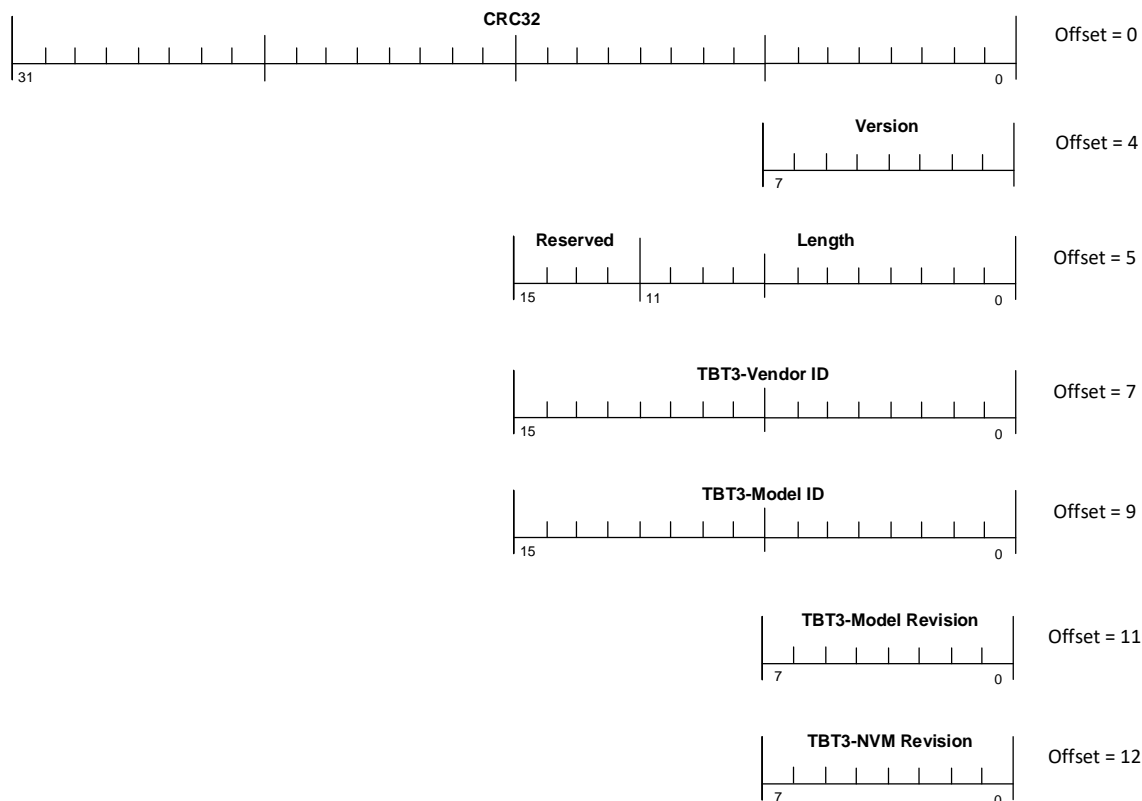 CRC32
Offset = 0
31 0
Version
Offset = 4
7
Reserved Length
Offset = 5
15 11 0
TBT3-Vendor ID
Offset = 7
15 0
TBT3-Model ID
Offset = 9
15 0
TBT3-Model Revision
Offset = 11
7 0
TBT3-NVM Revision
Offset = 12
7 0